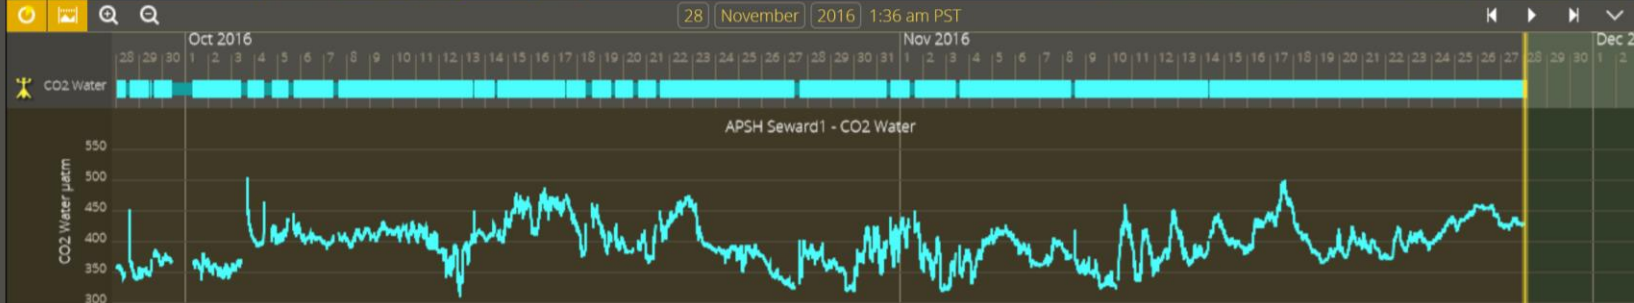 28 November 2016 1:36 am PST
Oct 2016 Nov 2016 Dec 2
28 29 30 1 2 3 4 5 6 7 8 9 10 11 12 13 14 15 16 17 18 19 20 21 22 23 24 25 26 27 28 29 30 31 1 2 3 4 5 6 7 8 9 10 11 12 13 14 15 16 17 18 19 20 21 22 23 24 25 26 27 28 29 30 1 2
CO2 Water
APSH Seward1 - CO2 Water
550
500
450
400
350
300
CO2 Water µatm